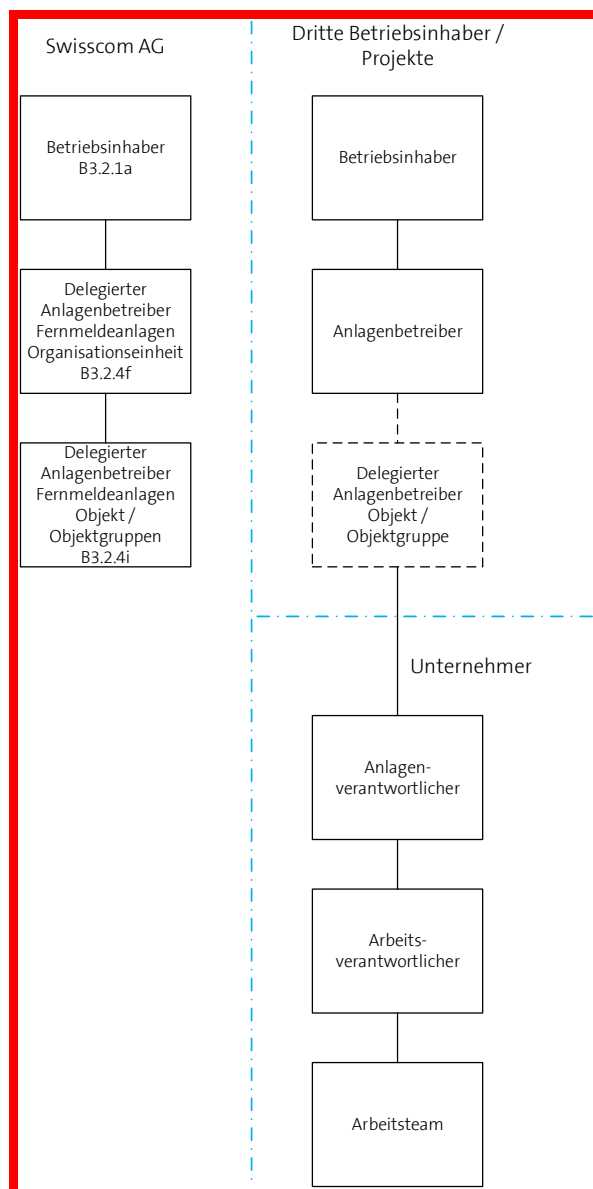 Swisscom AG
Betriebsinhaber
B3.2.1a
Delegierter
Anlagenbetreiber
Fernmeldeanlagen
Organisationseinheit
B3.2.4f
Delegierter
Anlagenbetreiber
Fernmeldeanlagen
Objekt /
Objektgruppen
B3.2.4i
Dritte Betriebsinhaber /
Projekte
Betriebsinhaber
Anlagenbetreiber
Delegierter
Anlagenbetreiber
Objekt /
Objektgruppe
Unternehmer
Anlagen-
verantwortlicher
Arbeits-
verantwortlicher
Arbeitsteam